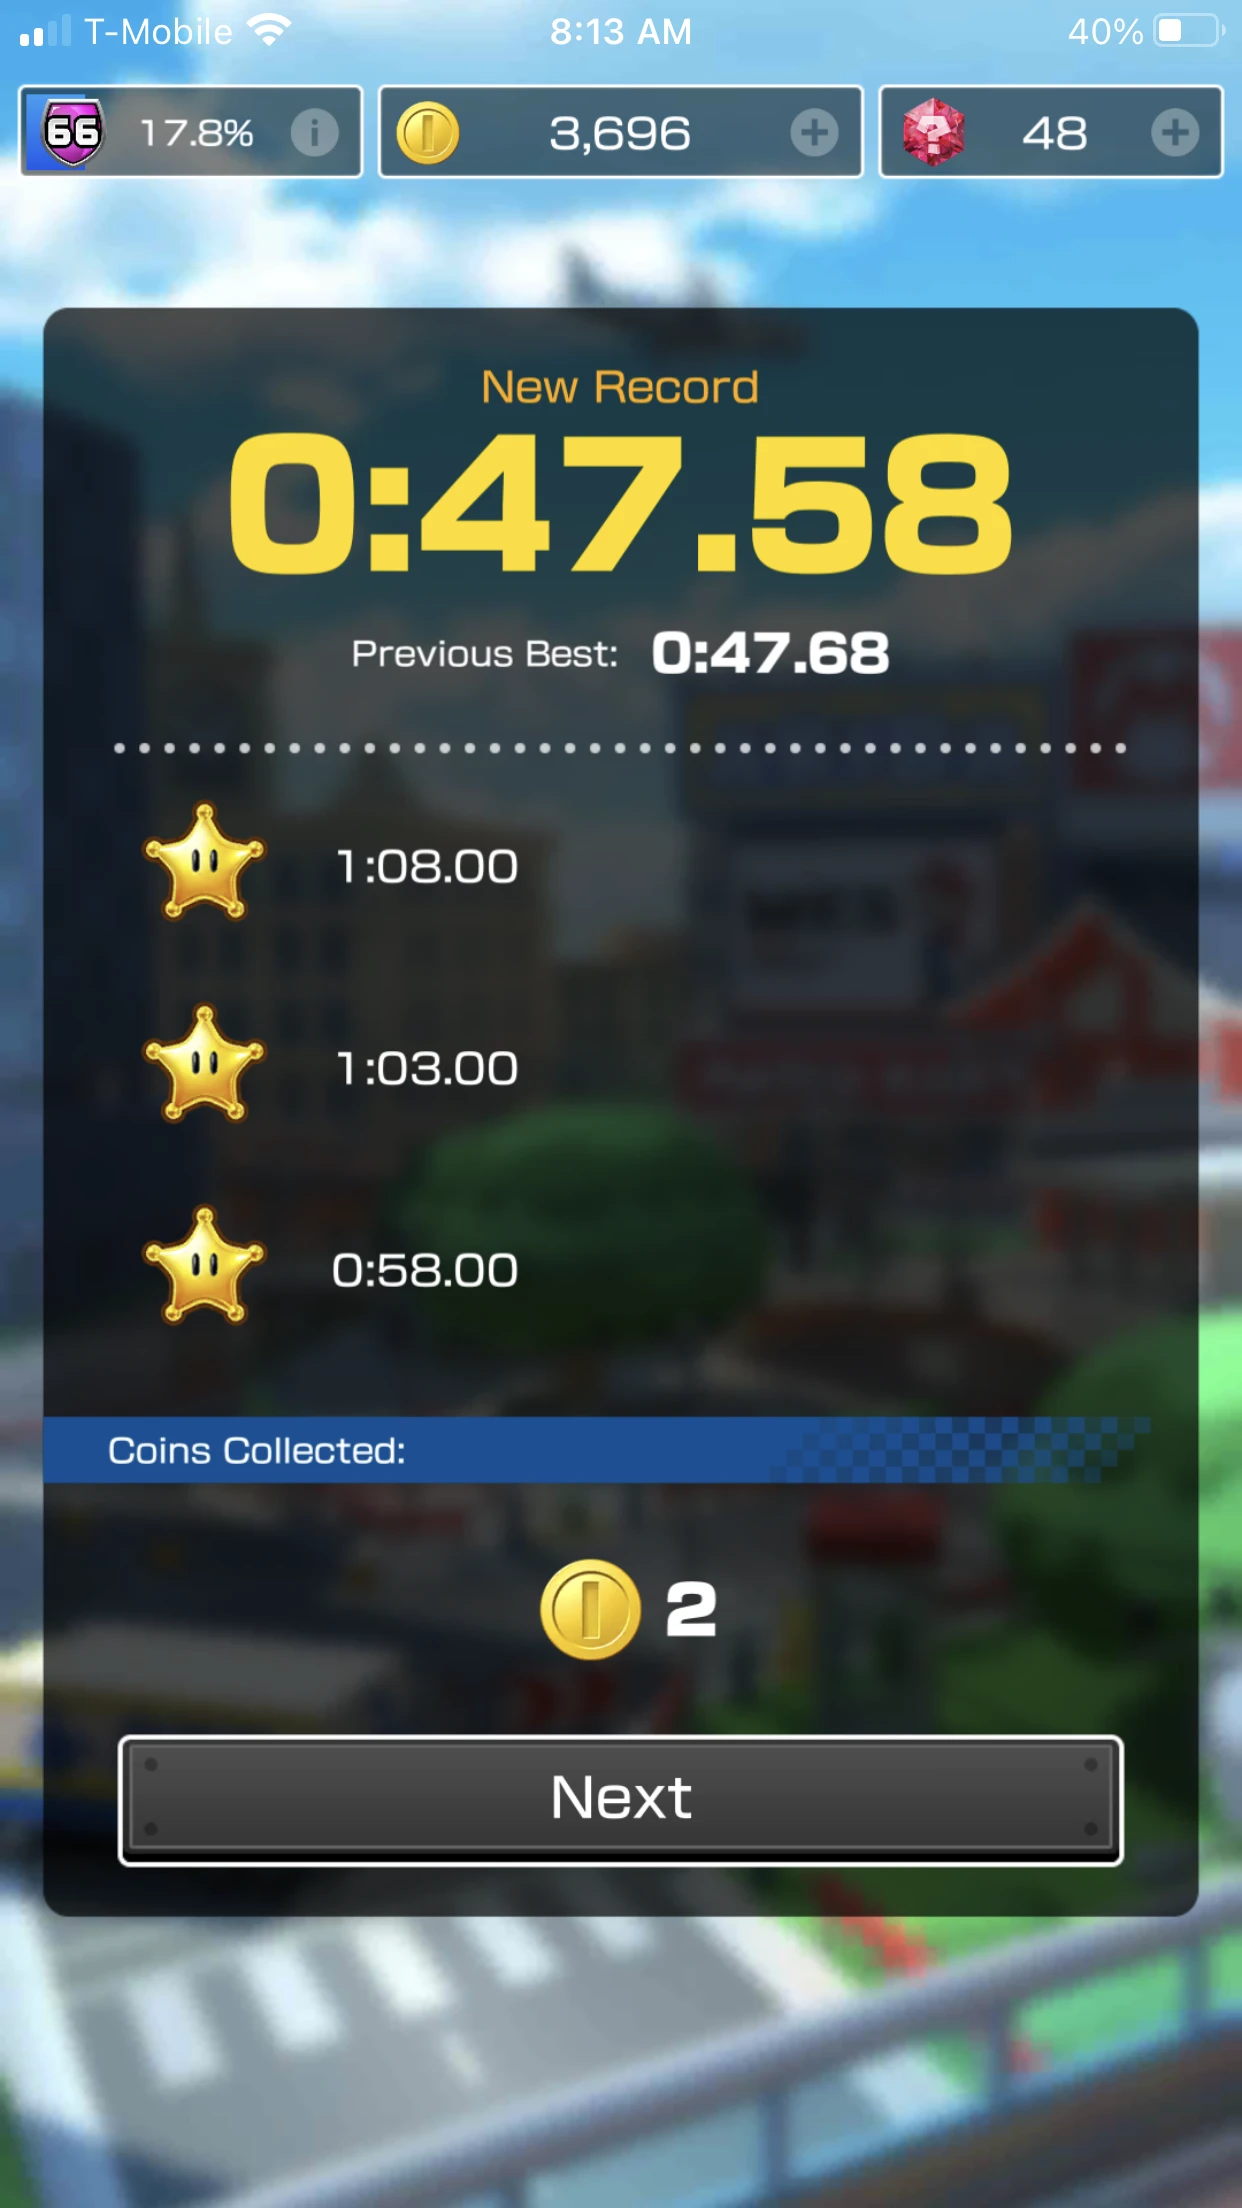 T-Mobile 8:13 AM 40%
66 17.8% i 3,696 + ? 48 +
New Record
0:47.58
Previous Best: 0:47.68
1:08.00
1:03.00
0:58.00
Coins Collected:
2
Next